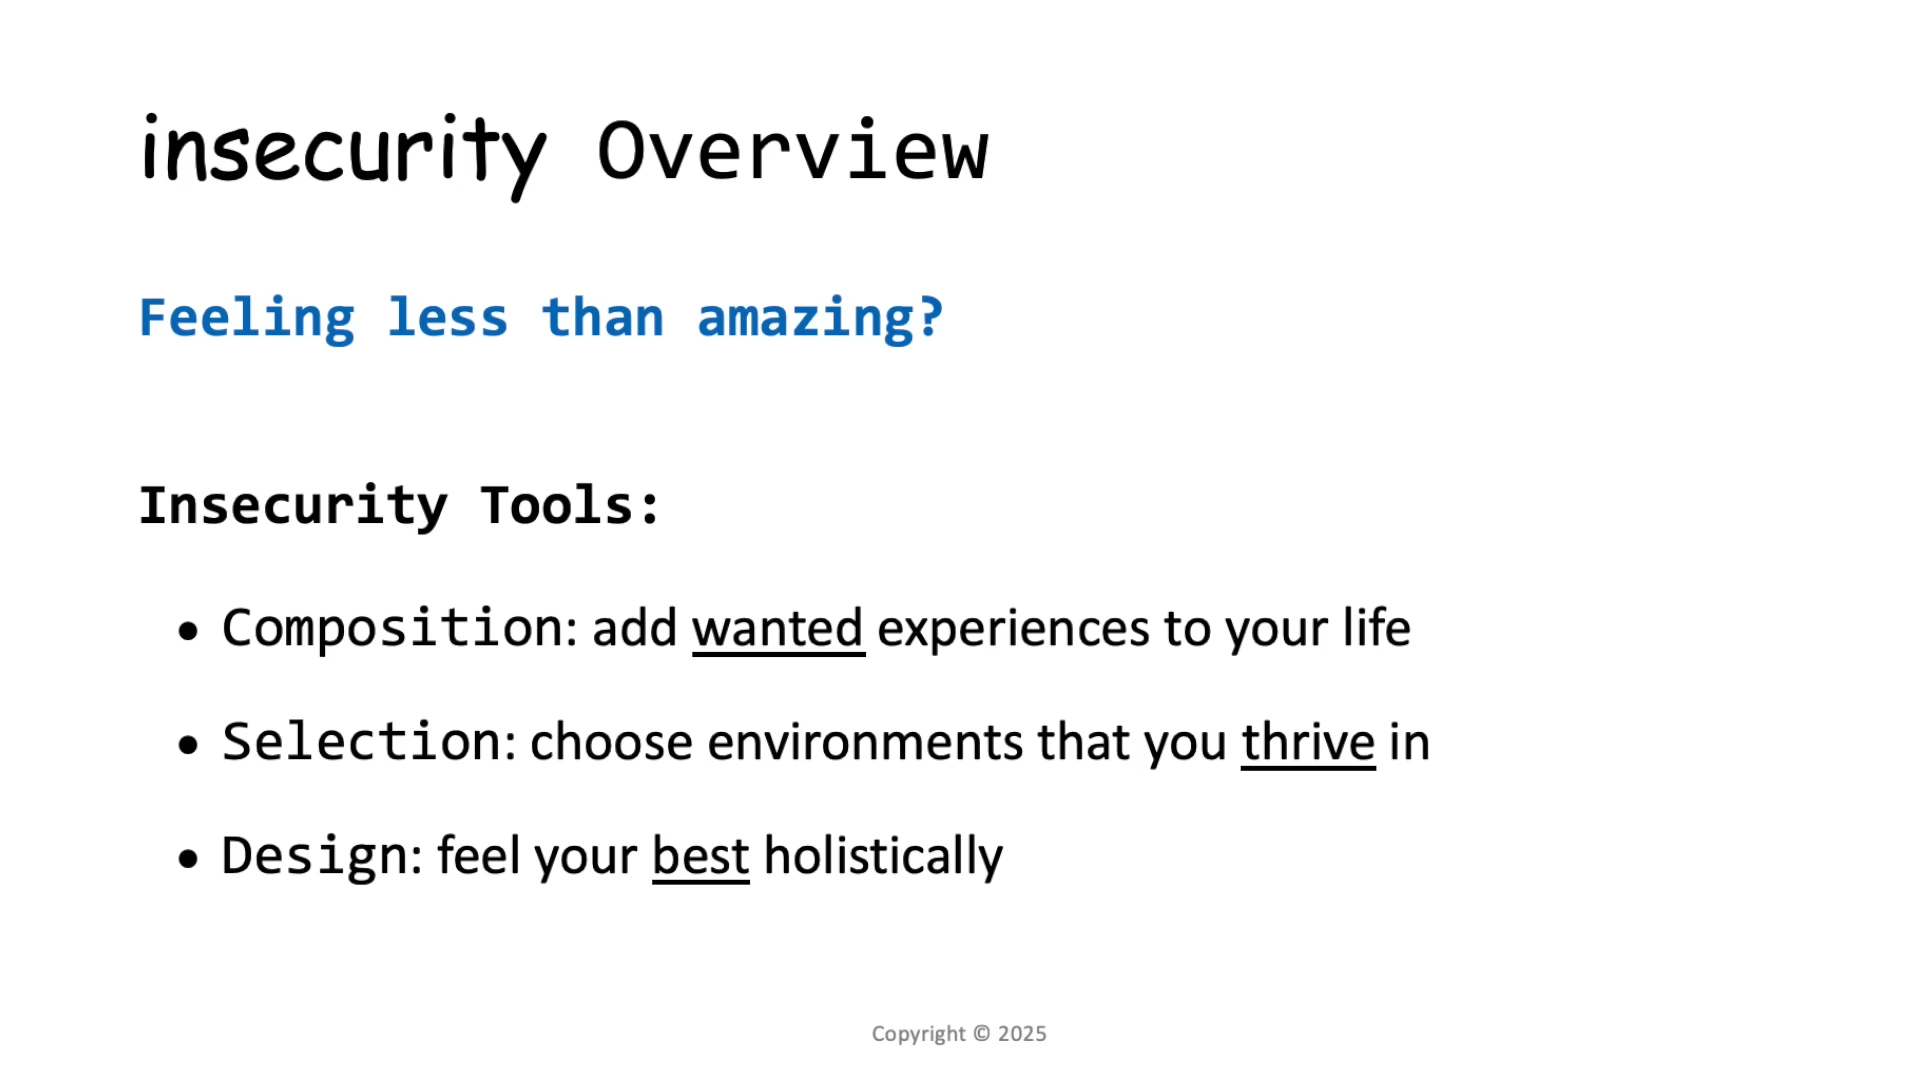 insecurity Overview
Feeling less than amazing?
Insecurity Tools:
• Composition: add wanted experiences to your life
• Selection: choose environments that you thrive in
• Design: feel your best holistically
Copyright © 2025